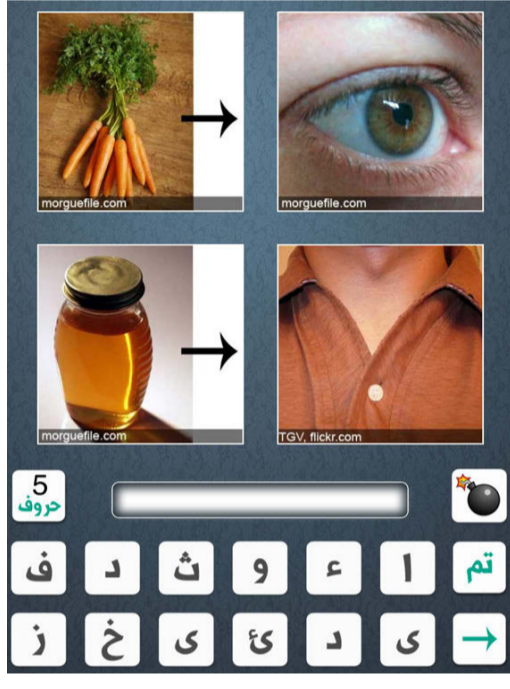 morguefile.com
morguefile.com
morguefile.com
TGV, flickr.com
5
حروف
تم ا ء و ث د ف
→ ى د ئ ى خ ز